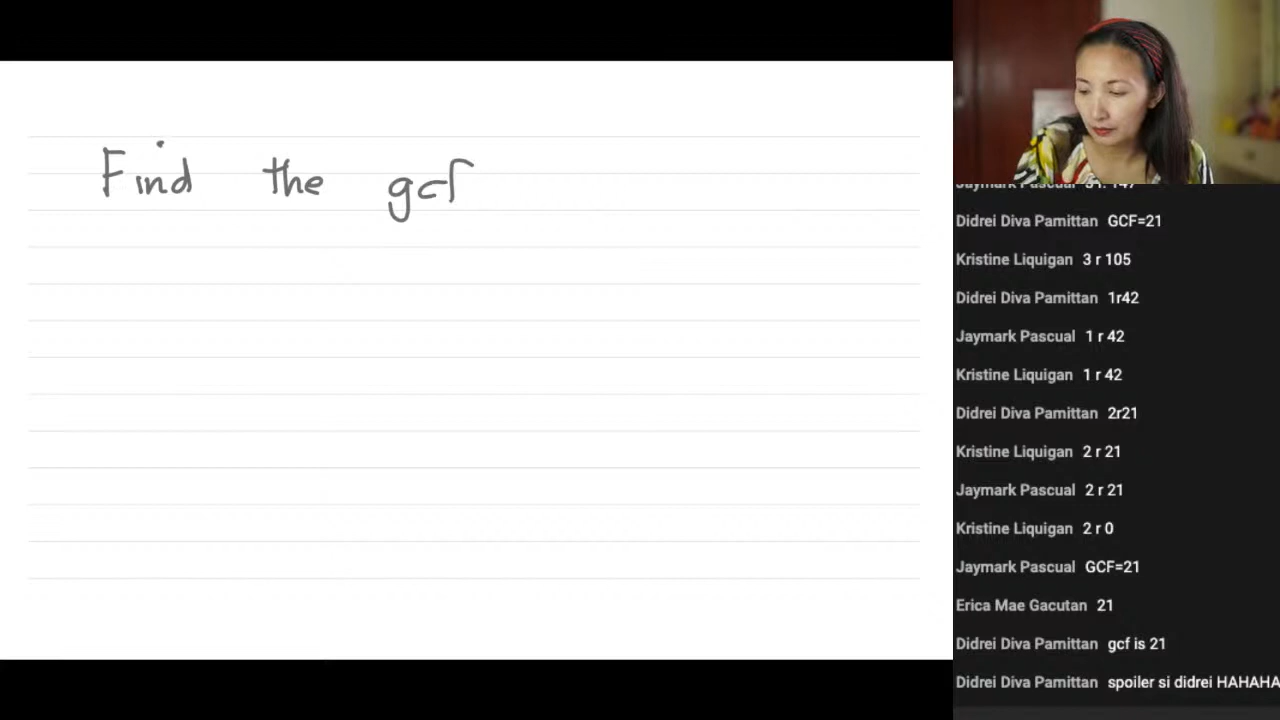 Find the gcf
Didrei Diva Pamittan GCF=21
Kristine Liquigan 3 r 105
Didrei Diva Pamittan 1r42
Jaymark Pascual 1 r 42
Kristine Liquigan 1 r 42
Didrei Diva Pamittan 2r21
Kristine Liquigan 2 r 21
Jaymark Pascual 2 r 21
Kristine Liquigan 2 r 0
Jaymark Pascual GCF=21
Erica Mae Gacutan 21
Didrei Diva Pamittan gcf is 21
Didrei Diva Pamittan spoiler si didrei HAHAHA